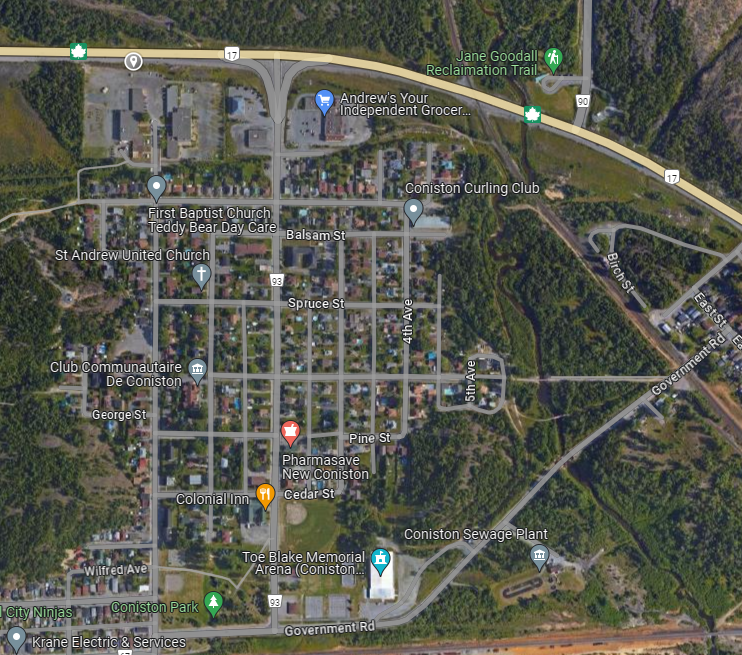 17
Jane Goodall
Reclaimation Trail
90
Andrew's Your
Independent Grocer...
17
Coniston Curling Club
First Baptist Church
Teddy Bear Day Care
Balsam St
St Andrew United Church
Birch St
93
Spruce St
4th Ave
East St
Government Rd
Club Communautaire
De Coniston
5th Ave
George St
Pine St
Pharmasave
New Coniston
Colonial Inn
Cedar St
Coniston Sewage Plant
Toe Blake Memorial
Arena (Coniston...
Wilfred Ave
93
Coniston Park
l City Ninjas
Government Rd
Krane Electric & Services